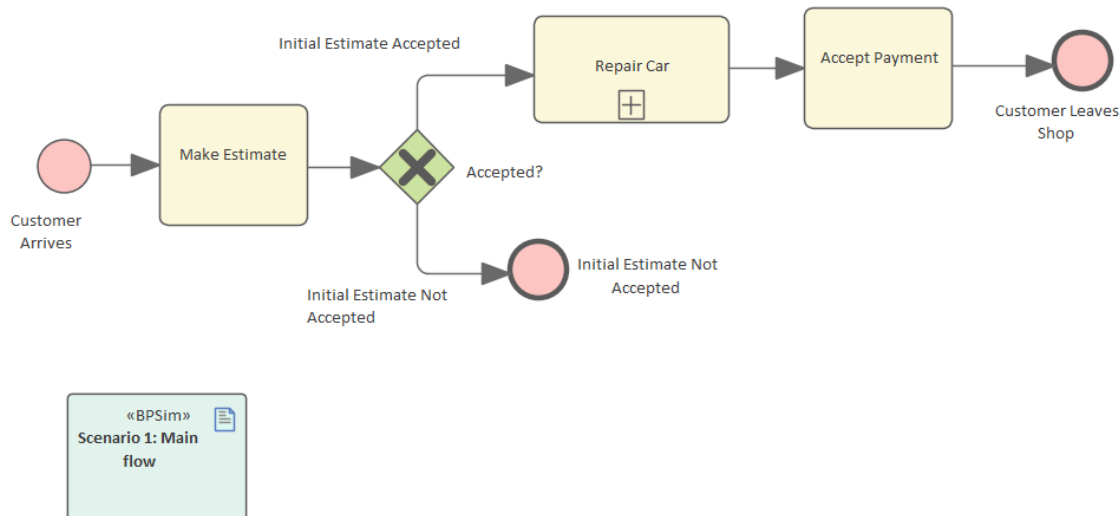 Initial Estimate Accepted
Repair Car
Accept Payment
Customer Leaves
Shop
Make Estimate
Accepted?
Customer
Arrives
Initial Estimate Not
Accepted
Initial Estimate Not
Accepted
«BPSim»
Scenario 1: Main
flow